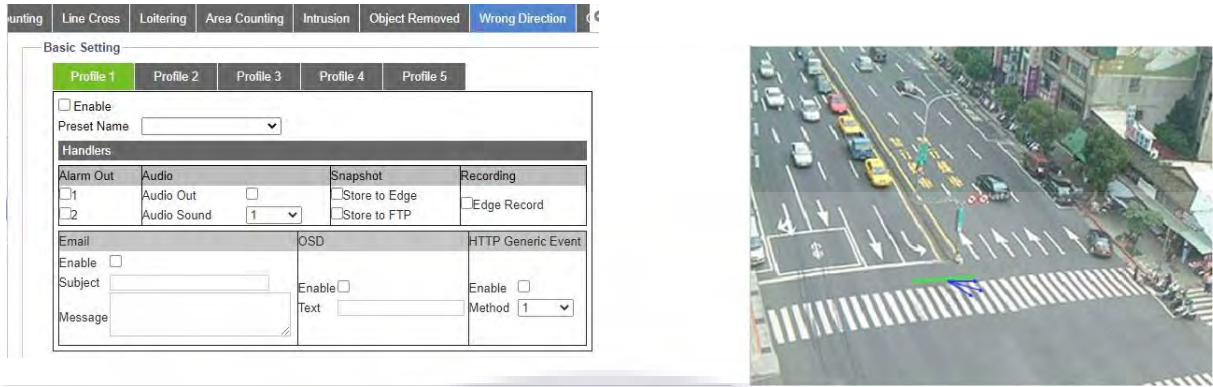 unting Line Cross Loitering Area Counting Intrusion Object Removed Wrong Direction
Basic Setting
Profile 1 Profile 2 Profile 3 Profile 4 Profile 5
Enable
Preset Name
Handlers
Alarm Out Audio Snapshot Recording
1 Audio Out Store to Edge Edge Record
2 Audio Sound 1 Store to FTP
Email OSD HTTP Generic Event
Enable
Subject Enable Enable
Message Text Method 1